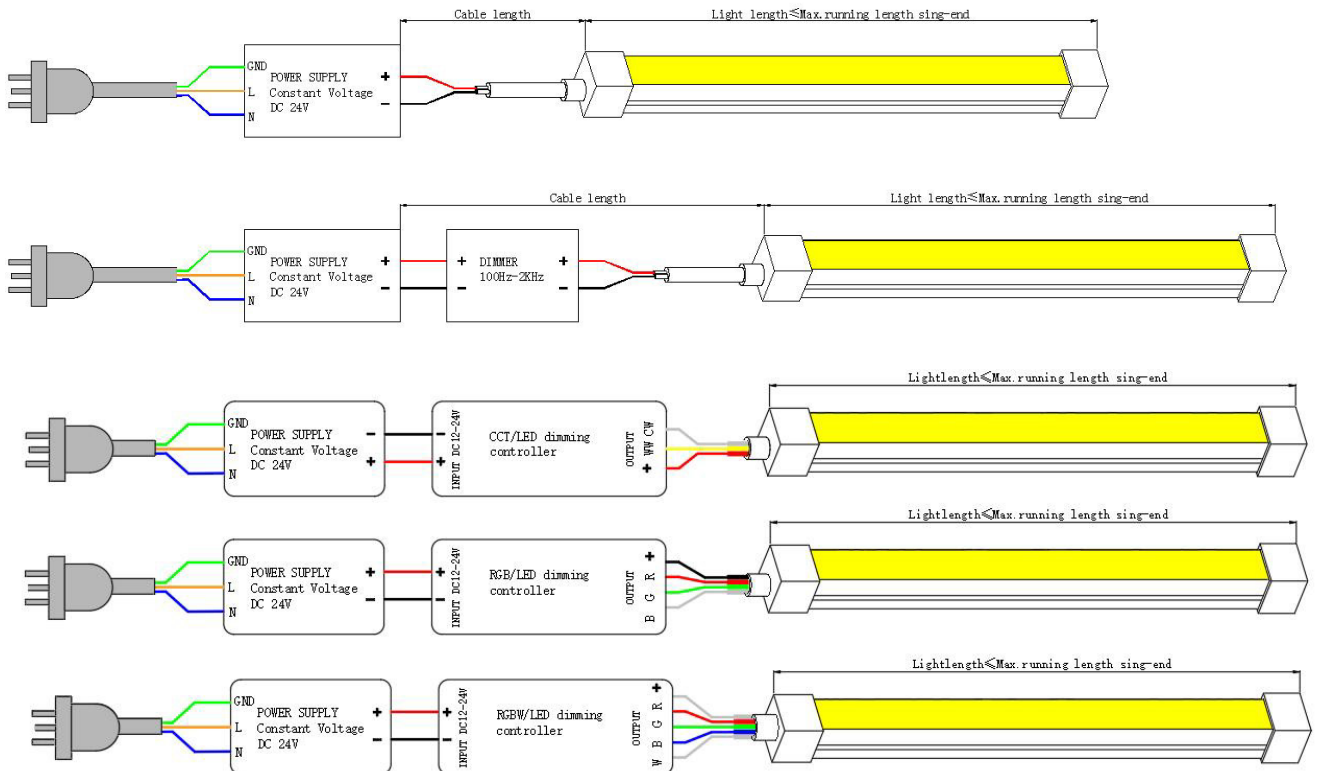 Cable length
Light length≤Max.running length sing-end
GND
POWER SUPPLY
+
L
Constant Voltage
DC 24V
−
N
Cable length
Light length≤Max.running length sing-end
GND
POWER SUPPLY
+
+
DIMMER
+
L
Constant Voltage
100Hz-2KHz
DC 24V
−
−
−
N
Lightlength≤Max.running length sing-end
GND
POWER SUPPLY
−
−
INPUT DC12-24V
CCT/LED dimming
controller
OUTPUT
+ WW CW
L
Constant Voltage
DC 24V
+
+
N
Lightlength≤Max.running length sing-end
GND
POWER SUPPLY
+
+
INPUT DC12-24V
RGB/LED dimming
controller
OUTPUT
B G R +
L
Constant Voltage
DC 24V
−
−
N
Lightlength≤Max.running length sing-end
GND
POWER SUPPLY
+
+
INPUT DC12-24V
RGBW/LED dimming
controller
OUTPUT
W B G R +
L
Constant Voltage
DC 24V
−
−
N